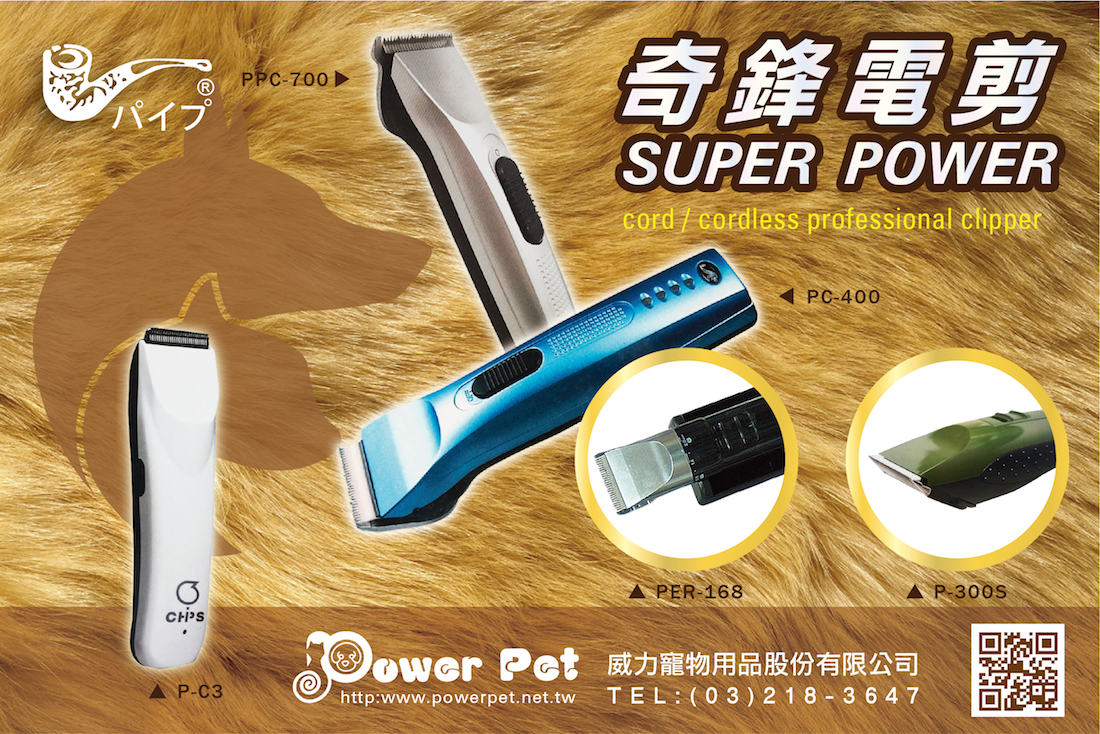 ®
パイプ
PPC-700 ▶
奇鋒電剪
SUPER POWER
cord / cordless professional clipper
◀ PC-400
▲ PER-168
▲ P-300S
CHiPS
▲ P-C3
Power Pet
http:www.powerpet.net.tw
威力寵物用品股份有限公司
TEL:(03)218-3647